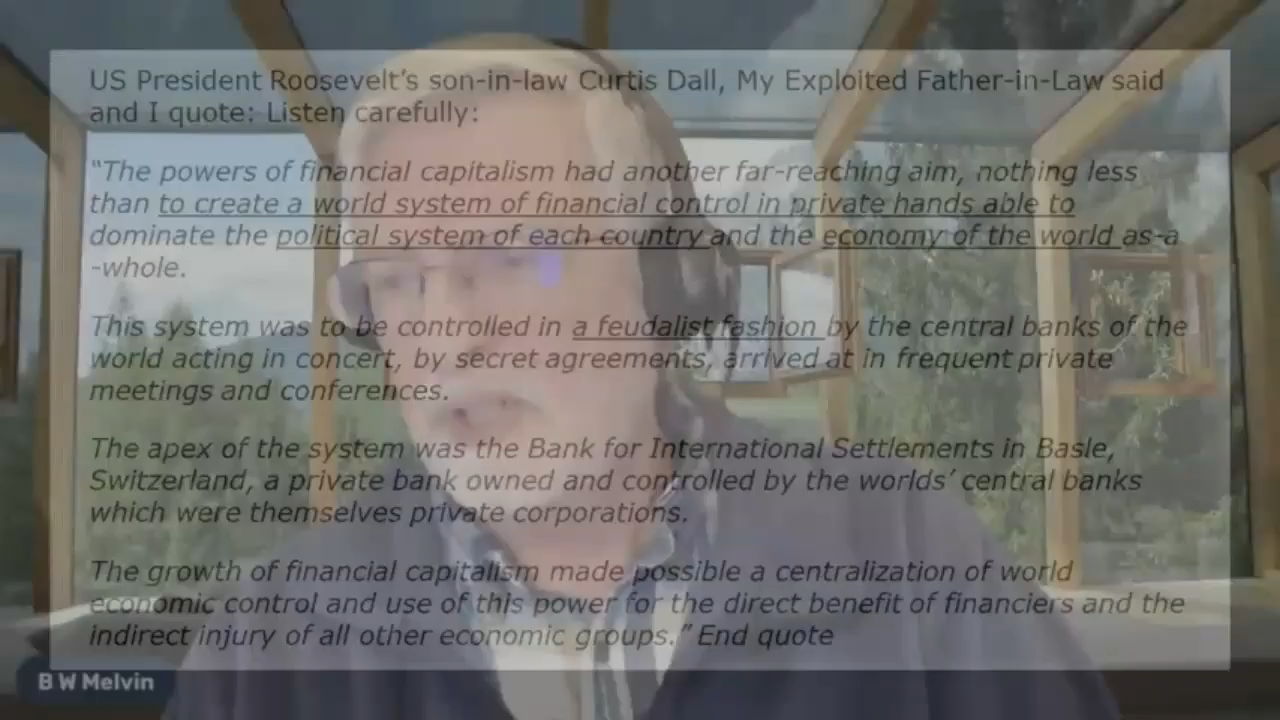 US President Roosevelt’s son-in-law Curtis Dall, My Exploited Father-in-Law said
and I quote: Listen carefully:
“The powers of financial capitalism had another far-reaching aim, nothing less
than to create a world system of financial control in private hands able to
dominate the political system of each country and the economy of the world as-a
-whole.
This system was to be controlled in a feudalist fashion by the central banks of the
world acting in concert, by secret agreements, arrived at in frequent private
meetings and conferences.
The apex of the system was the Bank for International Settlements in Basle,
Switzerland, a private bank owned and controlled by the worlds’ central banks
which were themselves private corporations.
The growth of financial capitalism made possible a centralization of world
economic control and use of this power for the direct benefit of financiers and the
indirect injury of all other economic groups.” End quote
B W Melvin